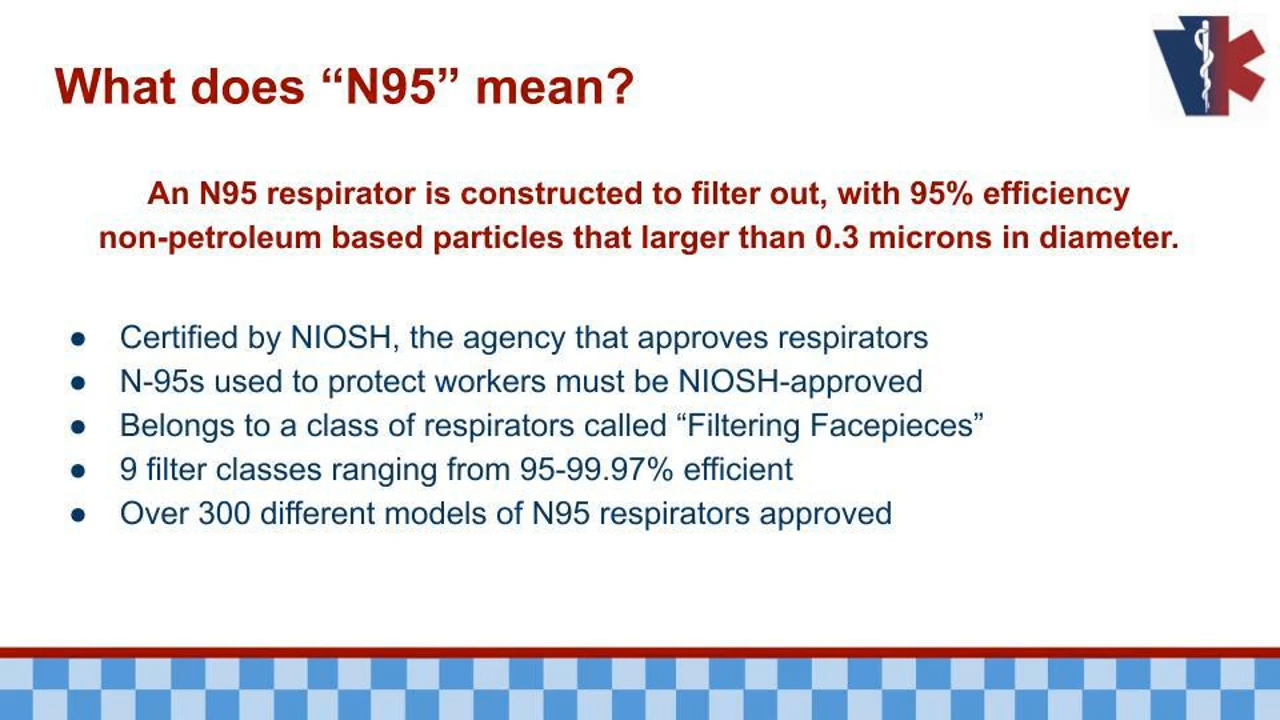 What does “N95” mean?
An N95 respirator is constructed to filter out, with 95% efficiency
non-petroleum based particles that larger than 0.3 microns in diameter.
● Certified by NIOSH, the agency that approves respirators
● N-95s used to protect workers must be NIOSH-approved
● Belongs to a class of respirators called “Filtering Facepieces”
● 9 filter classes ranging from 95-99.97% efficient
● Over 300 different models of N95 respirators approved